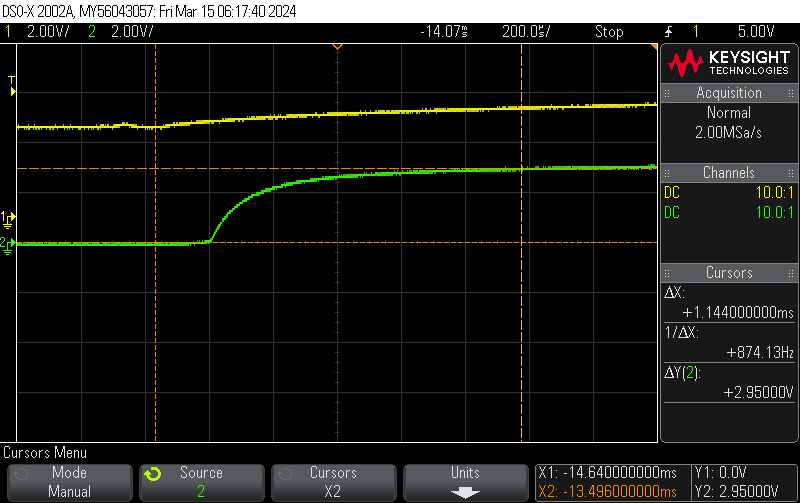 DSO-X 2002A, MY56043057: Fri Mar 15 06:17:40 2024
1 2.00V/ 2 2.00V/ -14.07ms 200.0us/ Stop 1 5.00V
T
KEYSIGHT
TECHNOLOGIES
Acquisition
Normal
2.00MSa/s
Channels
DC 10.0:1
DC 10.0:1
1
2
Cursors
ΔX:
+1.144000000ms
1/ΔX:
+874.13Hz
ΔY(2):
+2.95000V
Cursors Menu
Mode
Manual
Source
2
Cursors
X2
Units
X1: -14.640000000ms
X2: -13.496000000ms
Y1: 0.0V
Y2: 2.95000V